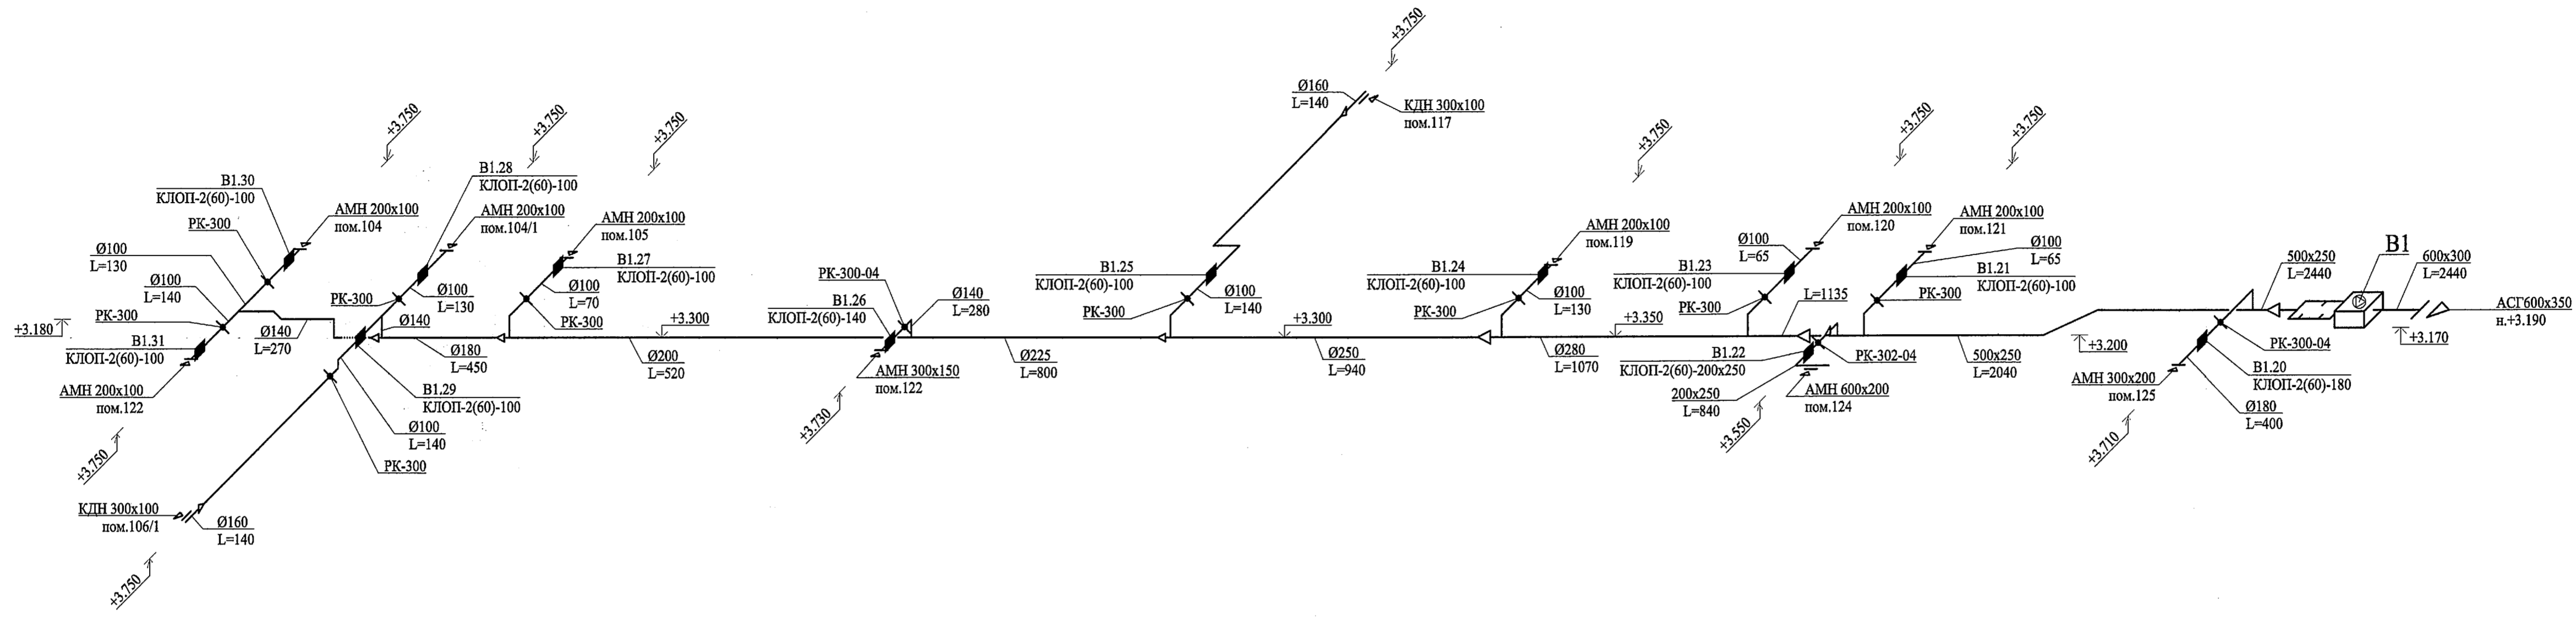 +3.750
Ø160
L=140
КДН 300х100
пом.117
+3.750
+3.750
+3.750
+3.750
+3.750
+3.750
В1.30
КЛОП-2(60)-100
РК-300
АМН 200х100
пом.104
Ø100
L=130
Ø100
L=140
РК-300
+3.180
В1.31
КЛОП-2(60)-100
АМН 200х100
пом.122
+3.750
Ø140
L=270
В1.28
КЛОП-2(60)-100
АМН 200х100
пом.104/1
РК-300
Ø100
L=130
Ø140
Ø180
L=450
В1.29
КЛОП-2(60)-100
Ø100
L=140
РК-300
КДН 300х100
пом.106/1
Ø160
L=140
+3.750
АМН 200х100
пом.105
В1.27
КЛОП-2(60)-100
Ø100
L=70
РК-300
+3.300
Ø200
L=520
РК-300-04
В1.26
КЛОП-2(60)-140
Ø140
L=280
АМН 300х150
пом.122
+3.730
Ø225
L=800
В1.25
КЛОП-2(60)-100
РК-300
Ø100
L=140
+3.300
Ø250
L=940
В1.24
КЛОП-2(60)-100
РК-300
АМН 200х100
пом.119
Ø100
L=130
+3.350
Ø280
L=1070
Ø100
L=65
В1.23
КЛОП-2(60)-100
РК-300
АМН 200х100
пом.120
L=1135
В1.22
КЛОП-2(60)-200х250
200х250
L=840
+3.550
АМН 600х200
пом.124
РК-302-04
АМН 200х100
пом.121
Ø100
L=65
В1.21
КЛОП-2(60)-100
РК-300
500х250
L=2040
+3.200
АМН 300х200
пом.125
+3.710
500х250
L=2440
В1
600х300
L=2440
АСГ600х350
н.+3.190
+3.170
РК-300-04
В1.20
КЛОП-2(60)-180
Ø180
L=400